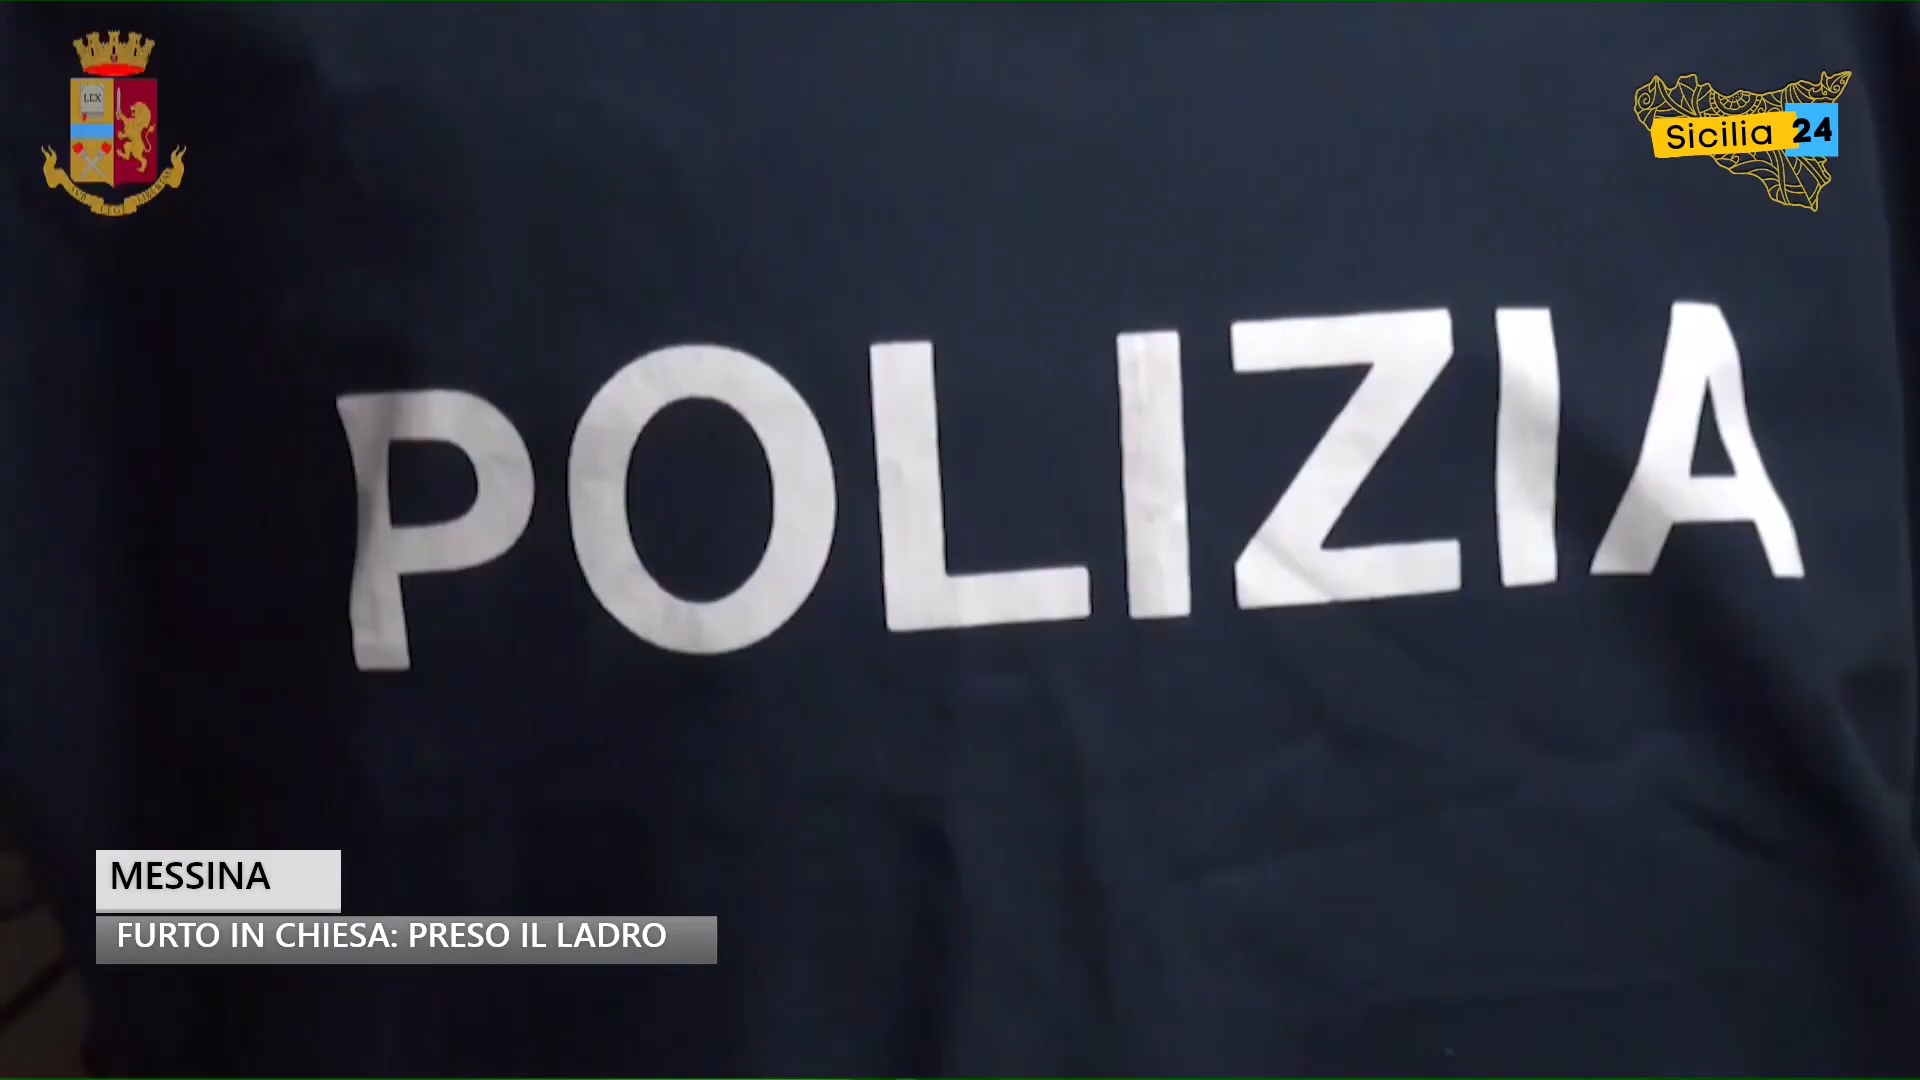 LEX
Sicilia 24
POLIZIA
MESSINA
FURTO IN CHIESA: PRESO IL LADRO